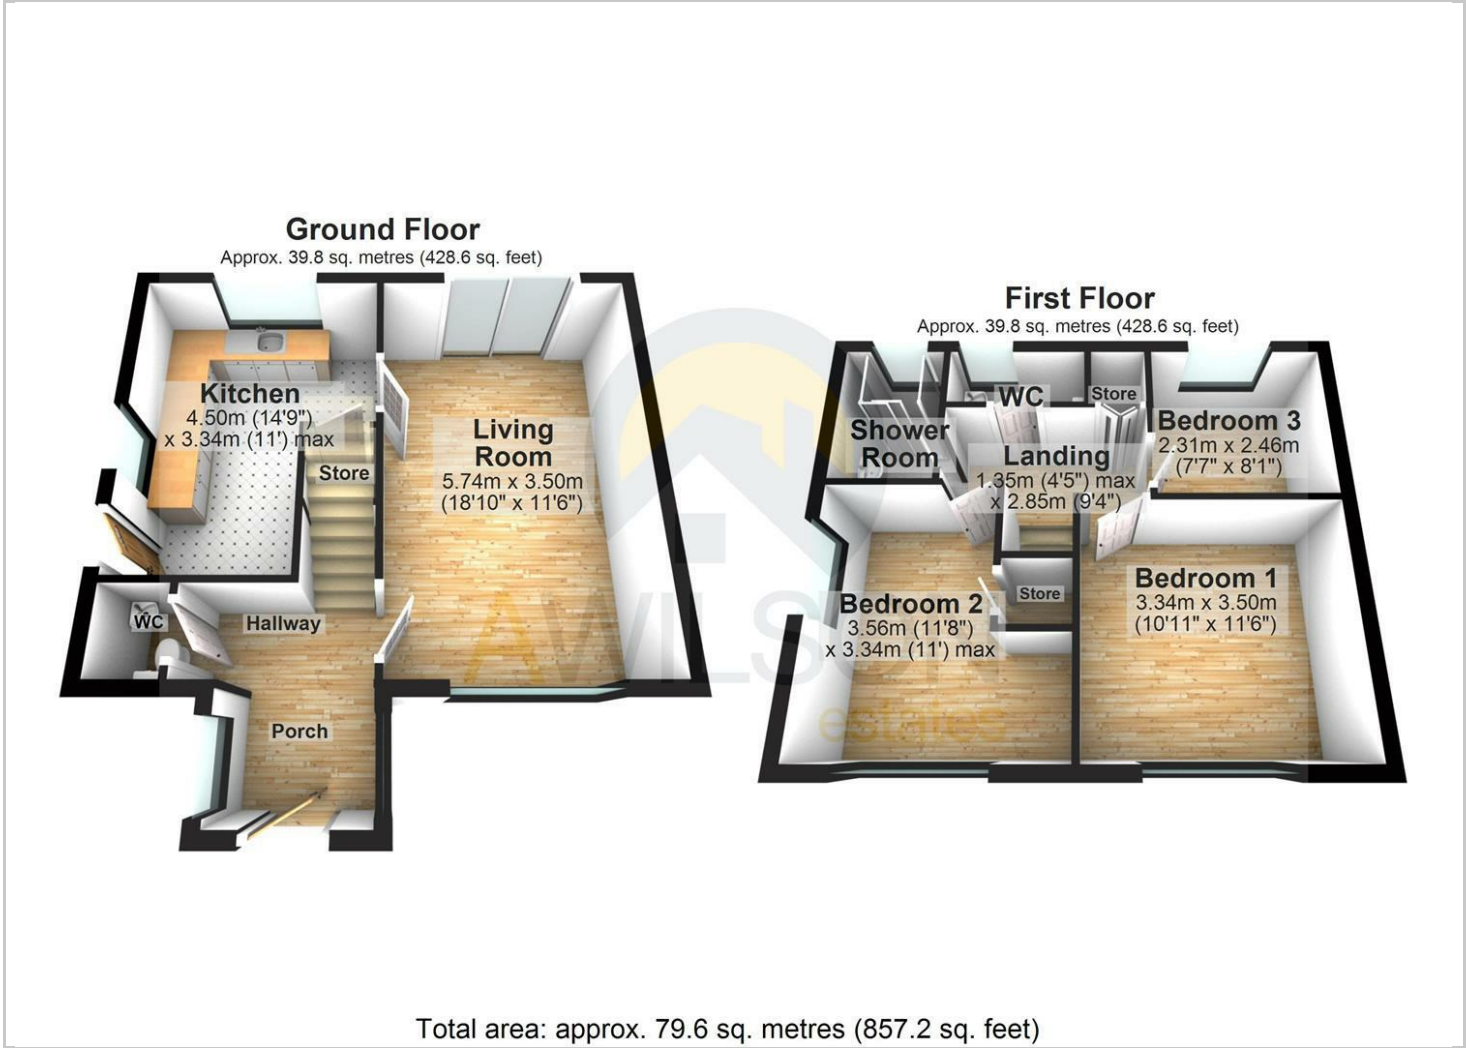 Ground Floor
Approx. 39.8 sq. metres (428.6 sq. feet)
Kitchen
4.50m (14'9")
x 3.34m (11') max
Store
Living
Room
5.74m x 3.50m
(18'10" x 11'6")
WC
Hallway
Porch
First Floor
Approx. 39.8 sq. metres (428.6 sq. feet)
Shower
Room
WC
Store
Landing
1.35m (4'5") max
x 2.85m (9'4")
Bedroom 3
2.31m x 2.46m
(7'7" x 8'1")
Bedroom 2
3.56m (11'8")
x 3.34m (11') max
Store
Bedroom 1
3.34m x 3.50m
(10'11" x 11'6")
AWILSON
estates
Total area: approx. 79.6 sq. metres (857.2 sq. feet)